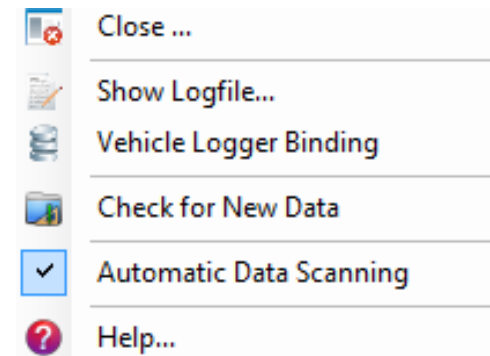 Close ...
Show Logfile...
Vehicle Logger Binding
Check for New Data
Automatic Data Scanning
Help...